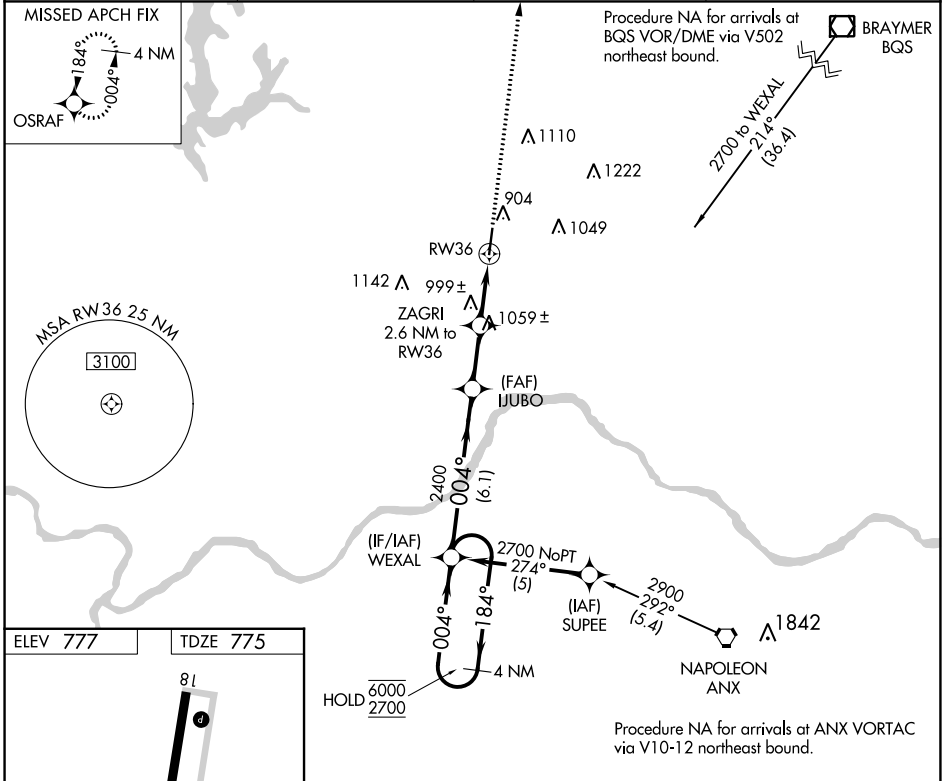 MISSED APCH FIX
184°
004°
4 NM
OSRAF
Procedure NA for arrivals at
BQS VOR/DME via V502
northeast bound.
BRAYMER
BQS
2700 to WEXAL
214°
(36.4)
1110
1222
904
1049
RW36
1142
999±
ZAGRI
2.6 NM to
RW36
1059±
MSA RW36 25 NM
3100
(FAF)
IJUBO
2400
004°
(6.1)
(IF/IAF)
WEXAL
2700 NoPT
274°
(5)
(IAF)
SUPEE
2900
292°
(5.4)
1842
NAPOLEON
ANX
004°
184°
4 NM
HOLD 6000
2700
ELEV 777
TDZE 775
18
P
Procedure NA for arrivals at ANX VORTAC
via V10-12 northeast bound.